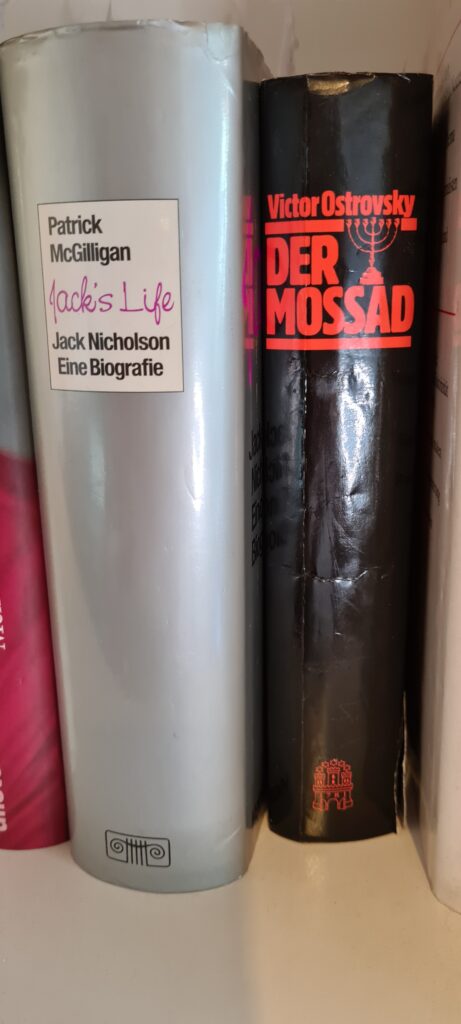 Patrick
McGilligan
Jack's Life
Jack Nicholson
Eine Biografie
Victor Ostrovsky
DER
MOSSAD